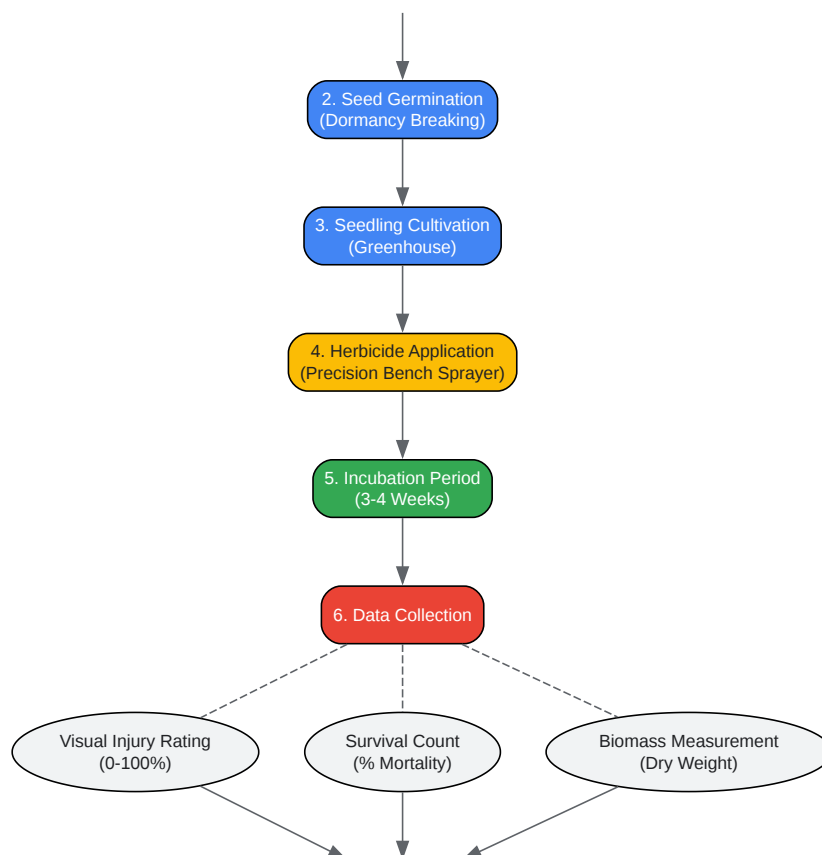 2. Seed Germination
(Dormancy Breaking)
3. Seedling Cultivation
(Greenhouse)
4. Herbicide Application
(Precision Bench Sprayer)
5. Incubation Period
(3-4 Weeks)
6. Data Collection
Visual Injury Rating
(0-100%)
Survival Count
(% Mortality)
Biomass Measurement
(Dry Weight)